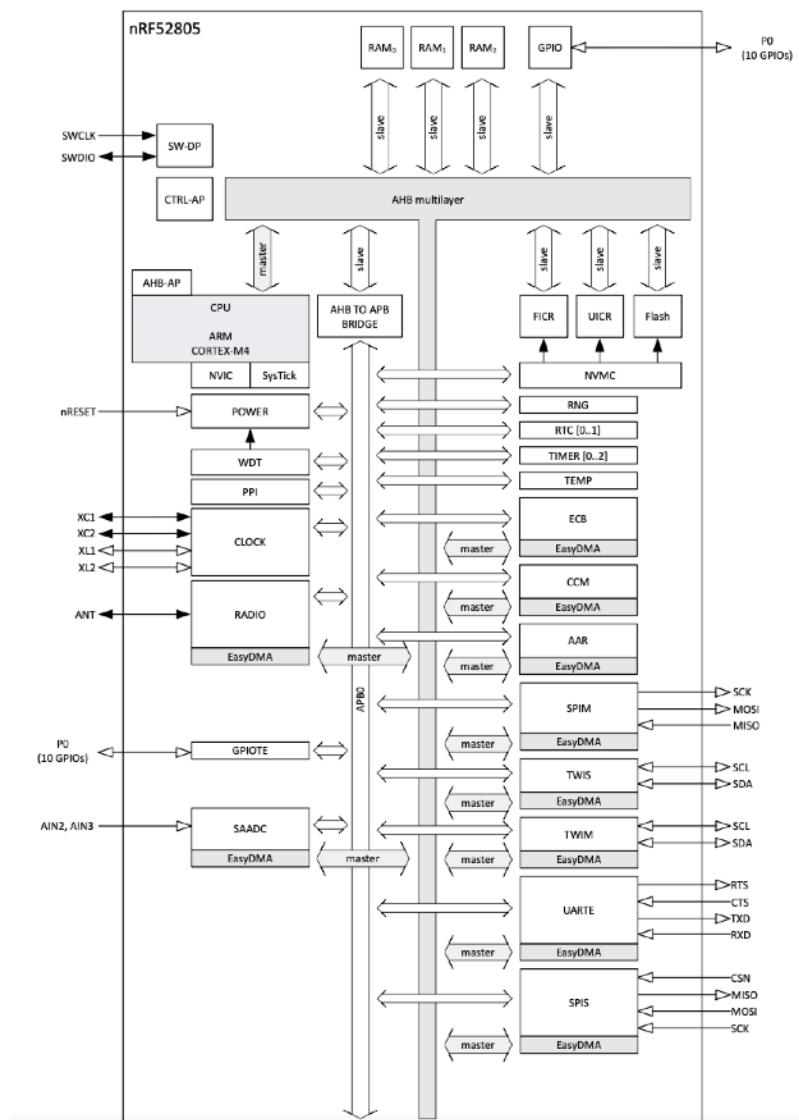 nRF52805
RAM0 RAM1 RAM2 GPIO
P0
(10 GPIOs)
slave slave slave slave
SWCLK
SWDIO
SW-DP
CTRL-AP
AHB multilayer
master slave slave slave slave
AHB-AP
CPU
ARM
CORTEX-M4
NVIC SysTick
AHB TO APB
BRIDGE
FICR UICR Flash
NVMC
nRESET
POWER
RNG
RTC [0..1]
WDT
TIMER [0..2]
PPI
TEMP
XC1
XC2
XL1
XL2
CLOCK
ECB
master EasyDMA
ANT
RADIO
EasyDMA master
CCM
master EasyDMA
AAR
master EasyDMA
APB0
SPIM
SCK
MOSI
MISO
master EasyDMA
P0
(10 GPIOs)
GPIOTE
TWIS
SCL
SDA
master EasyDMA
AIN2, AIN3
SAADC
EasyDMA master
TWIM
SCL
SDA
master EasyDMA
UARTE
RTS
CTS
TXD
RXD
master EasyDMA
SPIS
CSN
MISO
MOSI
SCK
master EasyDMA